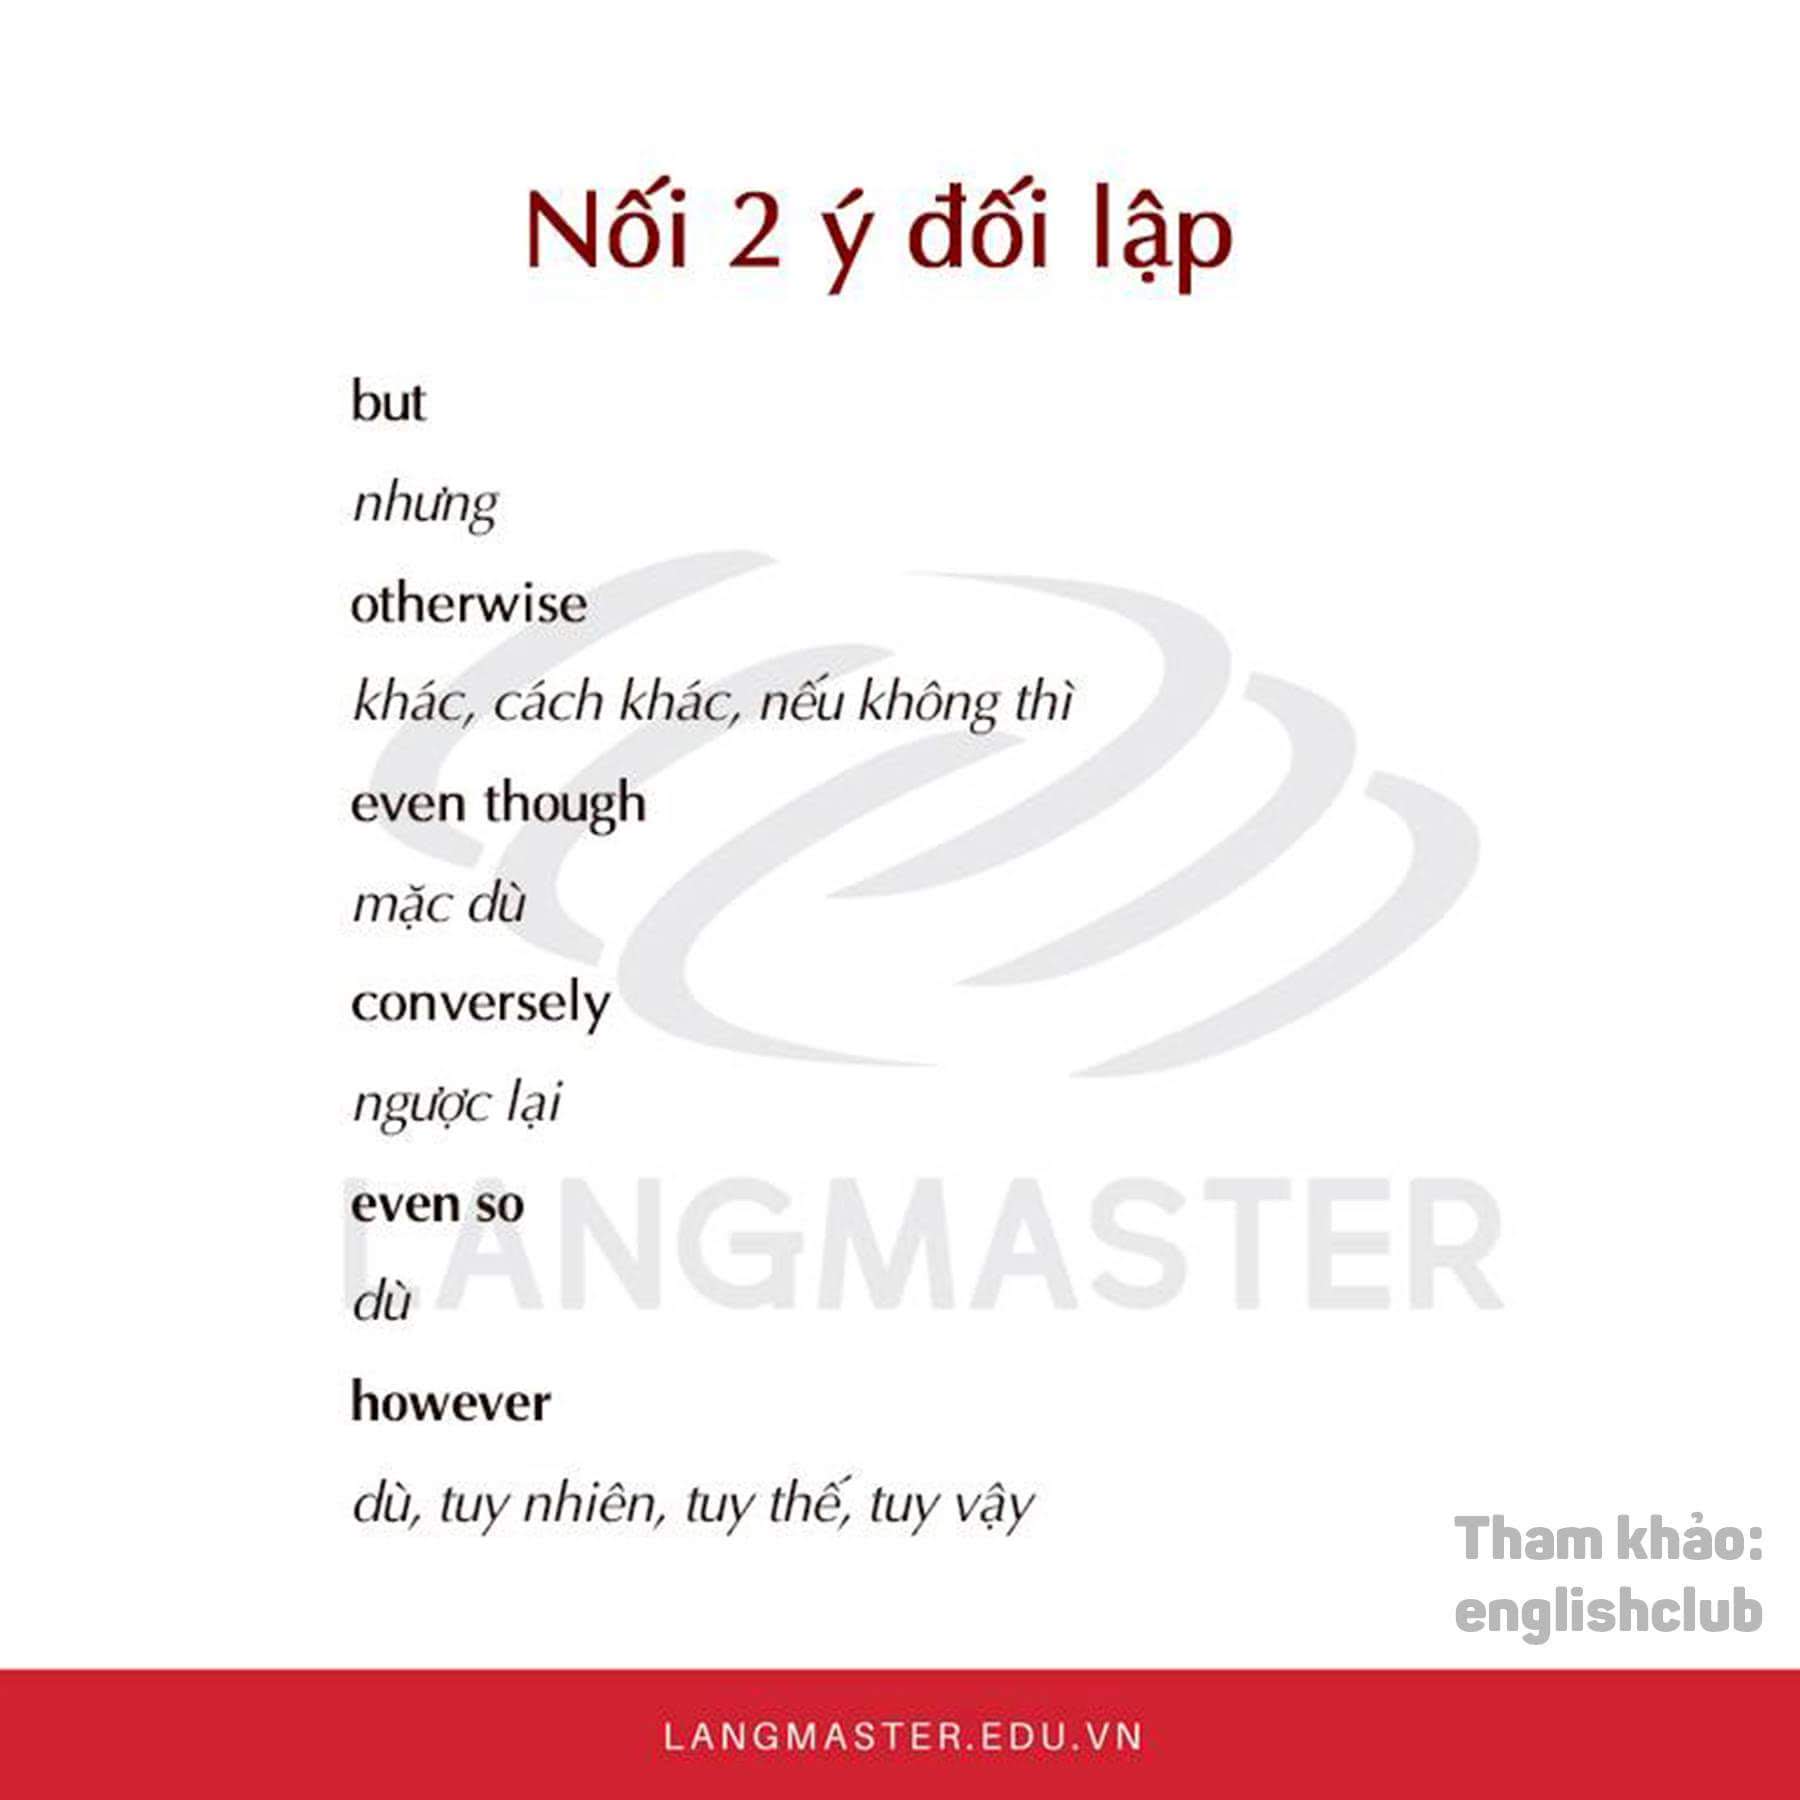 Nối 2 ý đối lập
but
nhưng
otherwise
khác, cách khác, nếu không thì
even though
mặc dù
conversely
ngược lại
even so
dù
however
dù, tuy nhiên, tuy thế, tuy vậy
LANGMASTER
Tham khảo:
englishclub
LANGMASTER.EDU.VN